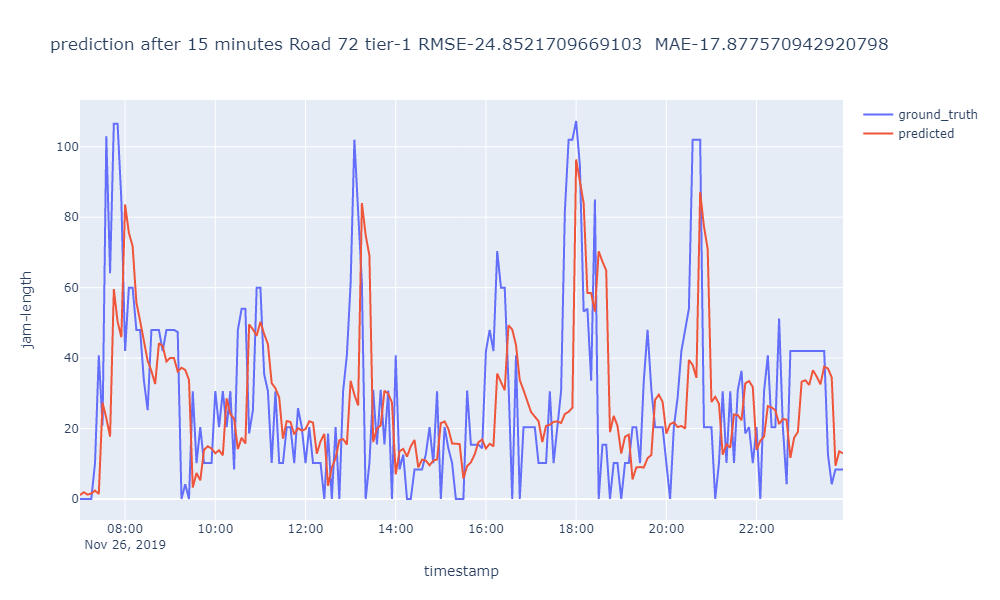 prediction after 15 minutes Road 72 tier-1 RMSE-24.8521709669103  MAE-17.877570942920798
ground_truth
predicted
100
80
60
40
20
0
jam-length
08:00 10:00 12:00 14:00 16:00 18:00 20:00 22:00
Nov 26, 2019
timestamp